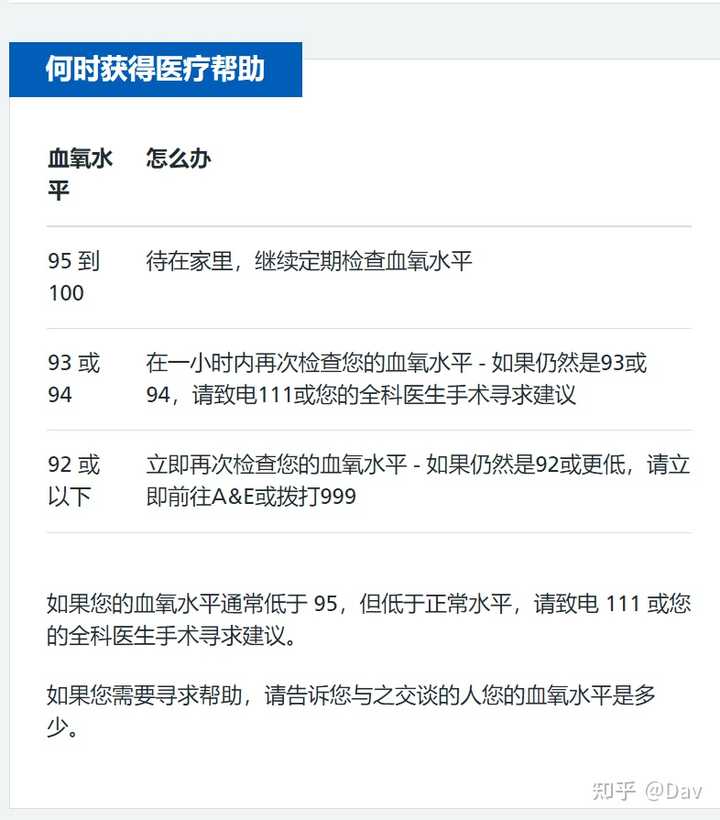 何时获得医疗帮助
血氧水 怎么办
平
95 到 待在家里，继续定期检查血氧水平
100
93 或 在一小时内再次检查您的血氧水平 - 如果仍然是93或
94 94，请致电111或您的全科医生手术寻求建议
92 或 立即再次检查您的血氧水平 - 如果仍然是92或更低，请立
以下 即前往A&E或拨打999
如果您的血氧水平通常低于 95，但低于正常水平，请致电 111 或您
的全科医生手术寻求建议。
如果您需要寻求帮助，请告诉您与之交谈的人您的血氧水平是多
少。
知乎 @Dav